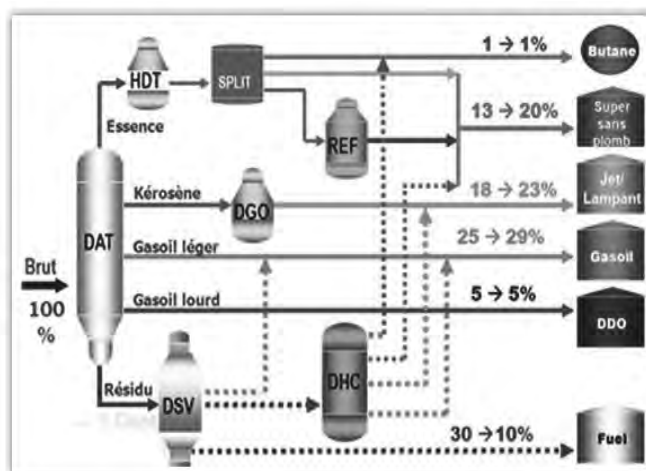 1 → 1%
Butane
HDT
SPLIT
Essence
13 → 20%
Super
sans
plomb
REF
Kérosène
DGO
18 → 23%
Jet/
Lampant
DAT
Gasoil léger
25 → 29%
Gasoil
Brut
100
%
Gasoil lourd
5 → 5%
DDO
Résidu
DSV
DHC
30 → 10%
Fuel